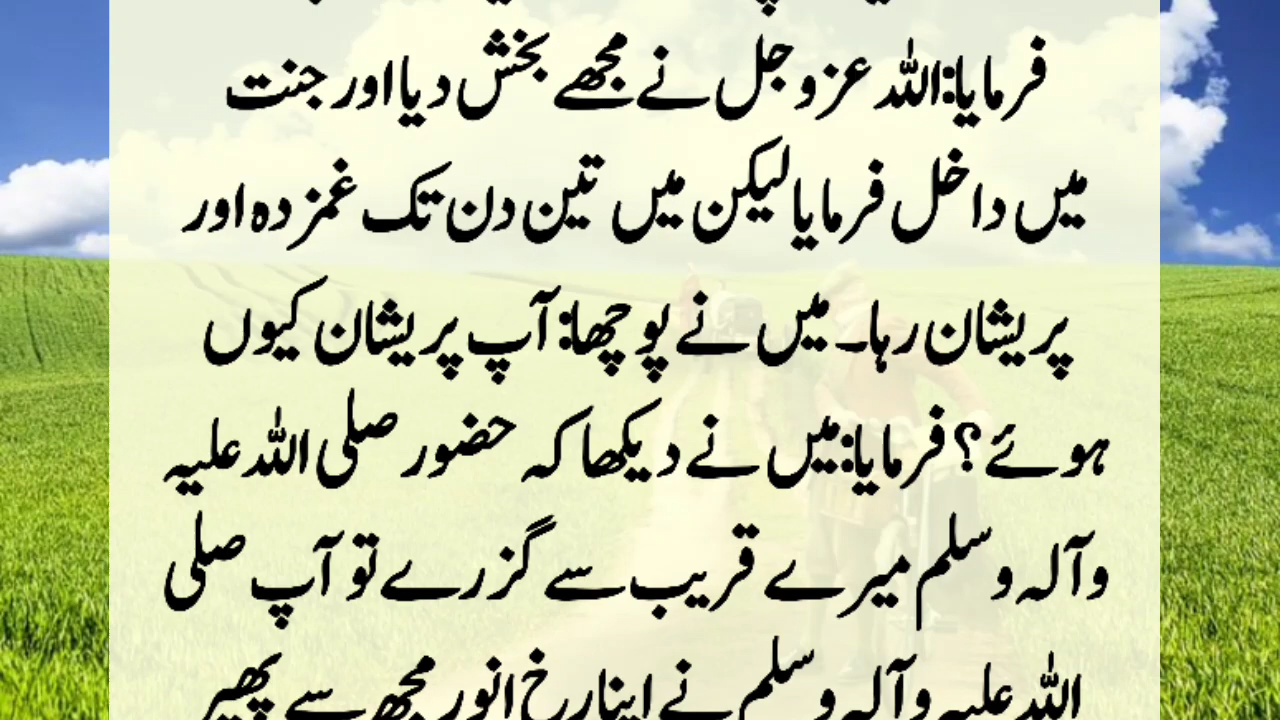 فرمایا:اللہ عزوجل نے مجھے بخش دیا اور جنت
میں داخل فرمایا لیکن میں تین دن تک غمزدہ اور
پریشان رہا۔ میں نے پوچھا: آپ پریشان کیوں
ہوئے؟ فرمایا: میں نے دیکھا کہ حضور صلی اللہ علیہ
وآلہ وسلم میرے قریب سے گزرے تو آپ صلی
اللہ علیہ وآلہ وسلم نے اپنا رخ انور مجھ سے پھیر